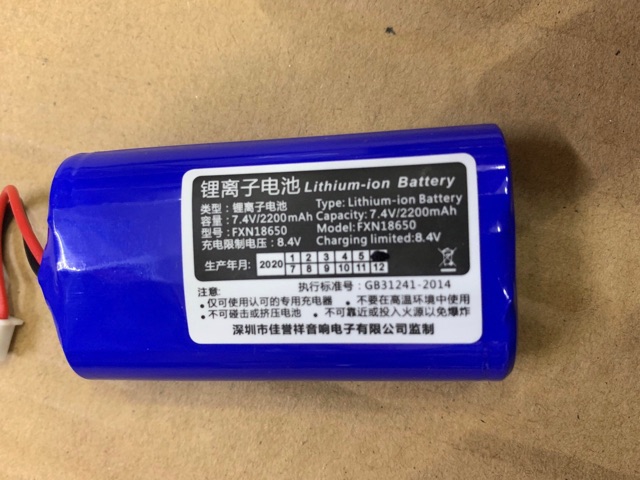 锂离子电池 Lithium-ion Battery
类型：锂离子电池 Type: Lithium-ion Battery
容量：7.4V/2200mAh Capacity: 7.4V/2200mAh
型号：FXN18650 Model:FXN18650
充电限制电压：8.4V Charging limited:8.4V
生产年月： 2020 1 2 3 4 5
7 8 9 10 11 12
执行标准号：GB31241-2014
注意:
•仅可使用认可的专用充电器 •不要在高温环境中使用
•不可碰击或挤压电池 •不可靠近或投入火源以免爆炸
深圳市佳誉祥音响电子有限公司监制